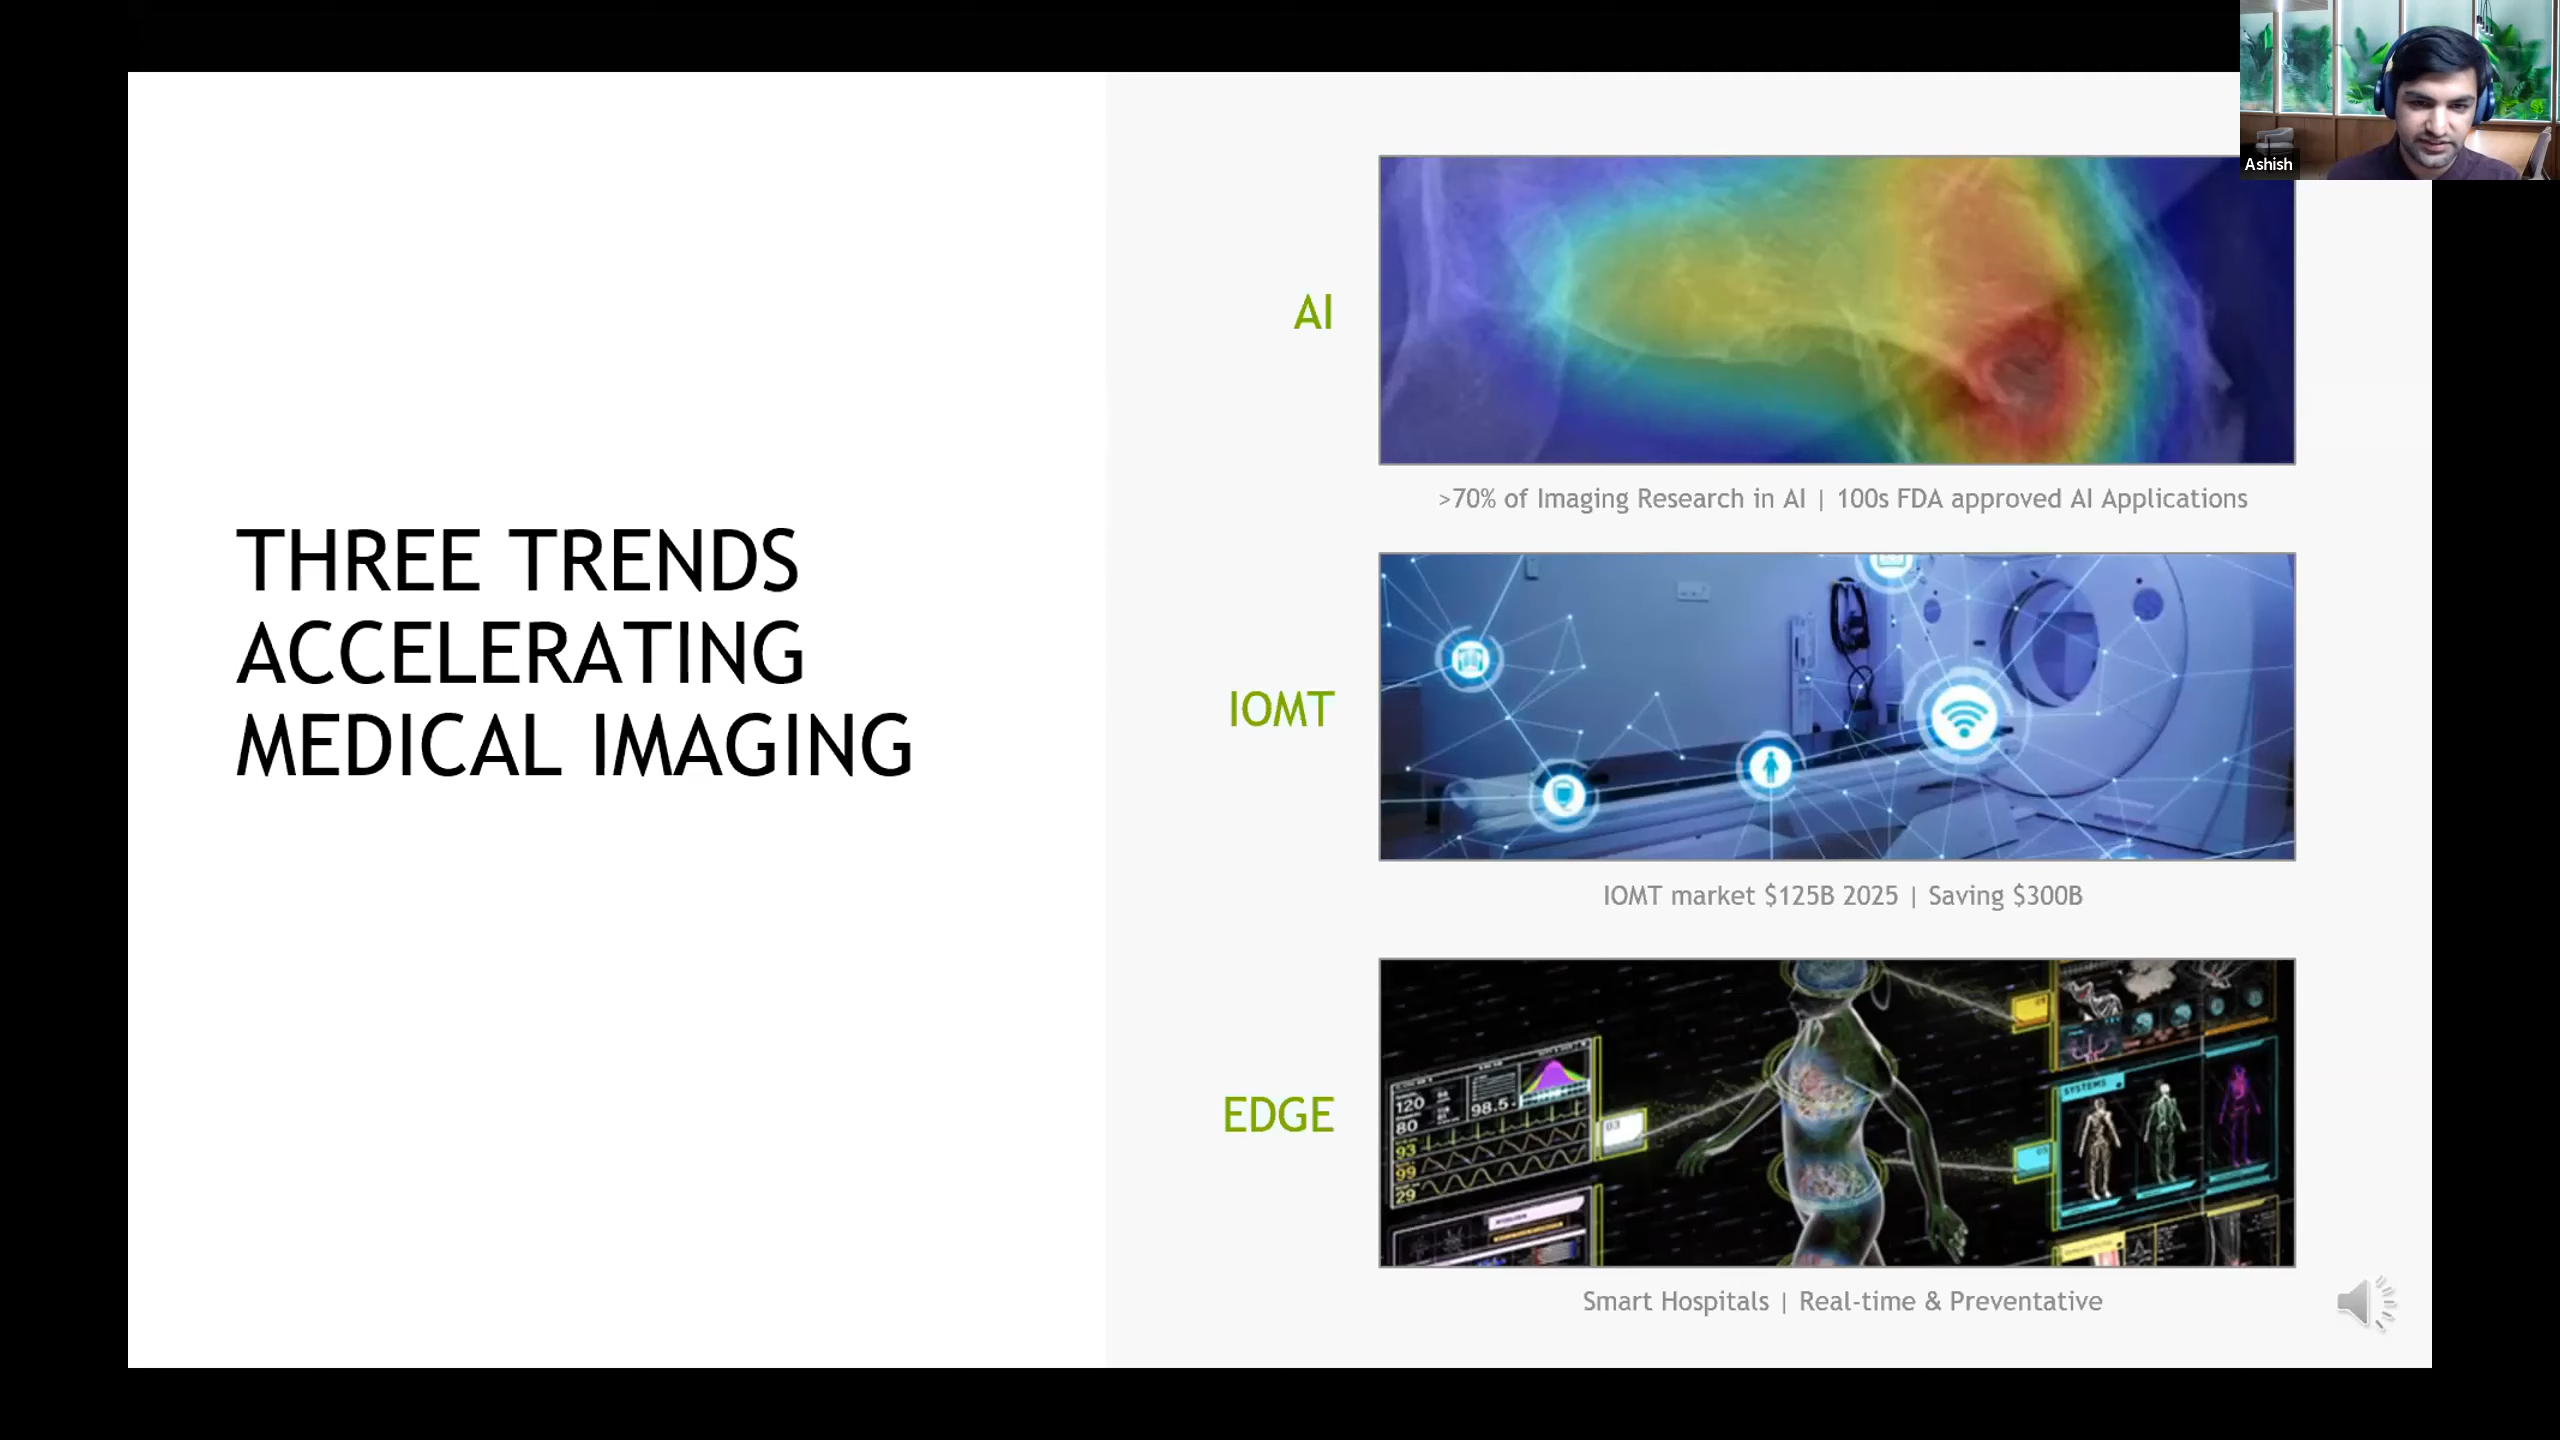 Ashish
THREE TRENDS
ACCELERATING
MEDICAL IMAGING
AI
>70% of Imaging Research in AI | 100s FDA approved AI Applications
IOMT
IOMT market $125B 2025 | Saving $300B
EDGE
120
80
98.5
93
99
29
03
SYSTEMS
Smart Hospitals | Real-time & Preventative